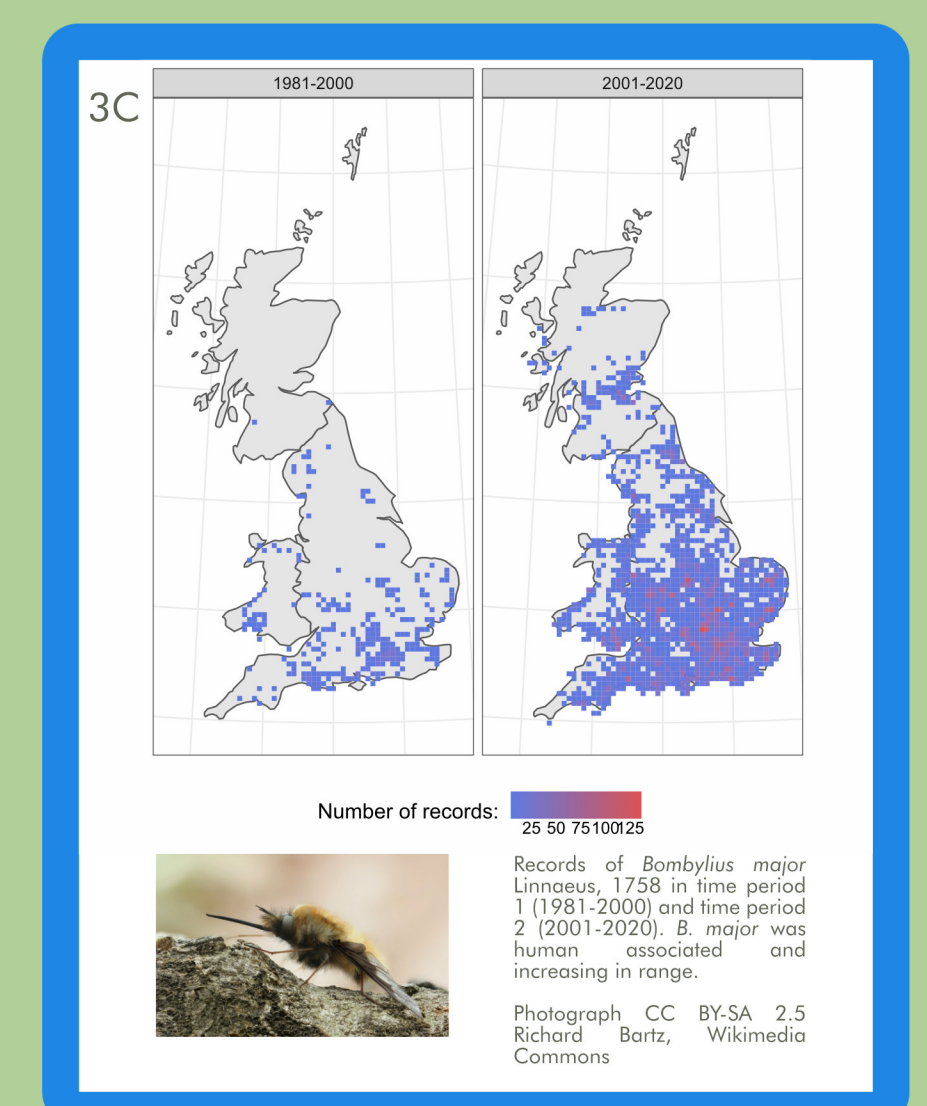 3C
1981-2000
2001-2020
Number of records:
25 50 75100125
Records of Bombylius major
Linnaeus, 1758 in time period
1 (1981-2000) and time period
2 (2001-2020). B. major was
human associated and
increasing in range.
Photograph CC BY-SA 2.5
Richard Bartz, Wikimedia
Commons